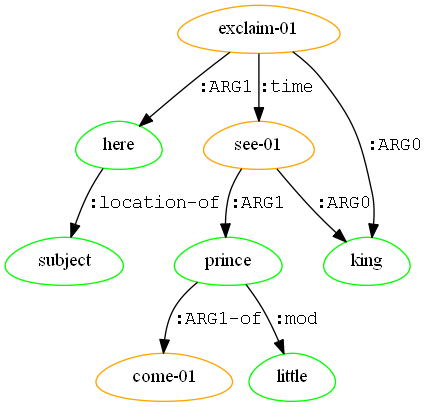 exclaim-01
:ARG1 :time
here see-01 :ARG0
:location-of :ARG1 :ARG0
subject prince king
:ARG1-of :mod
come-01 little